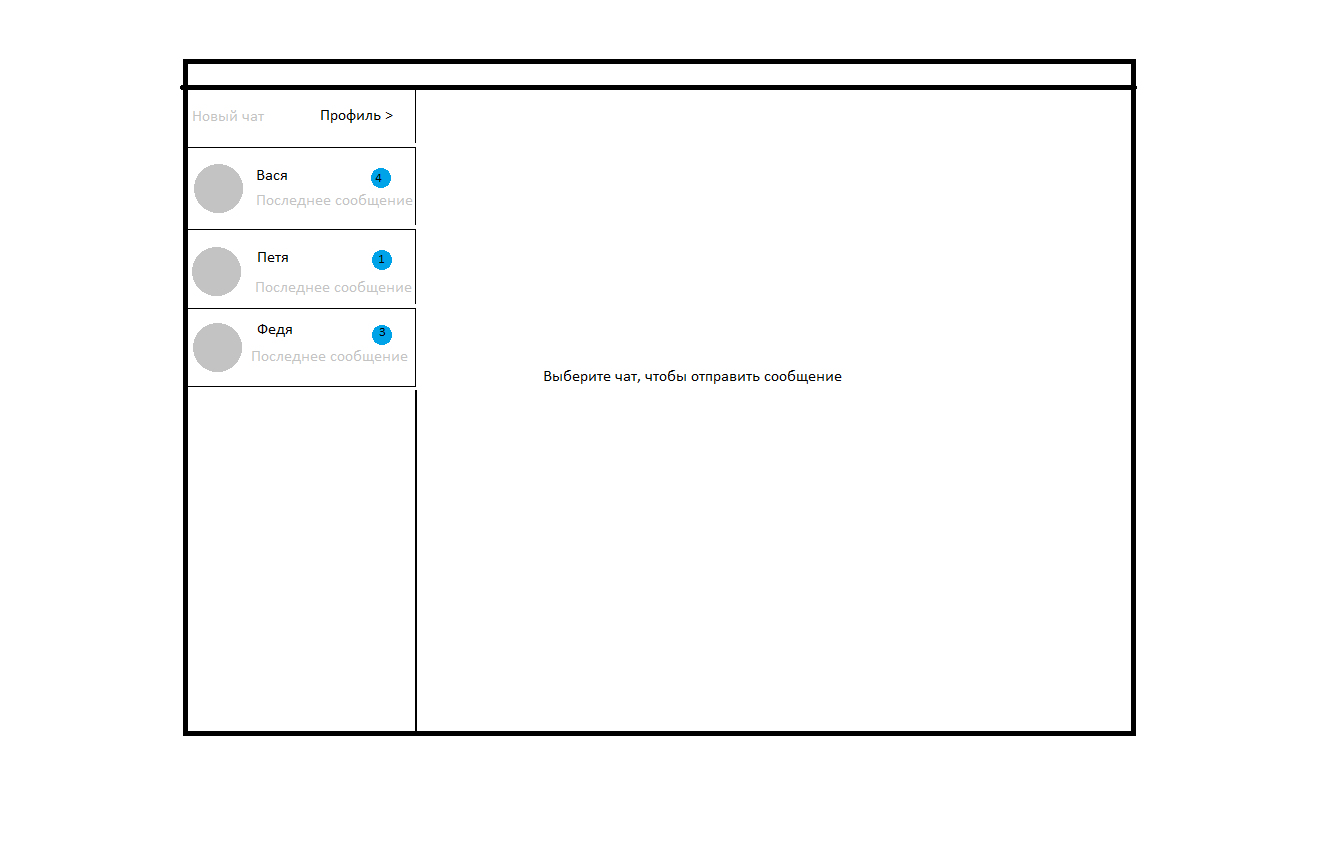 Новый чат
Профиль >
Вася
4
Последнее сообщение
Петя
1
Последнее сообщение
Федя
3
Последнее сообщение
Выберите чат, чтобы отправить сообщение